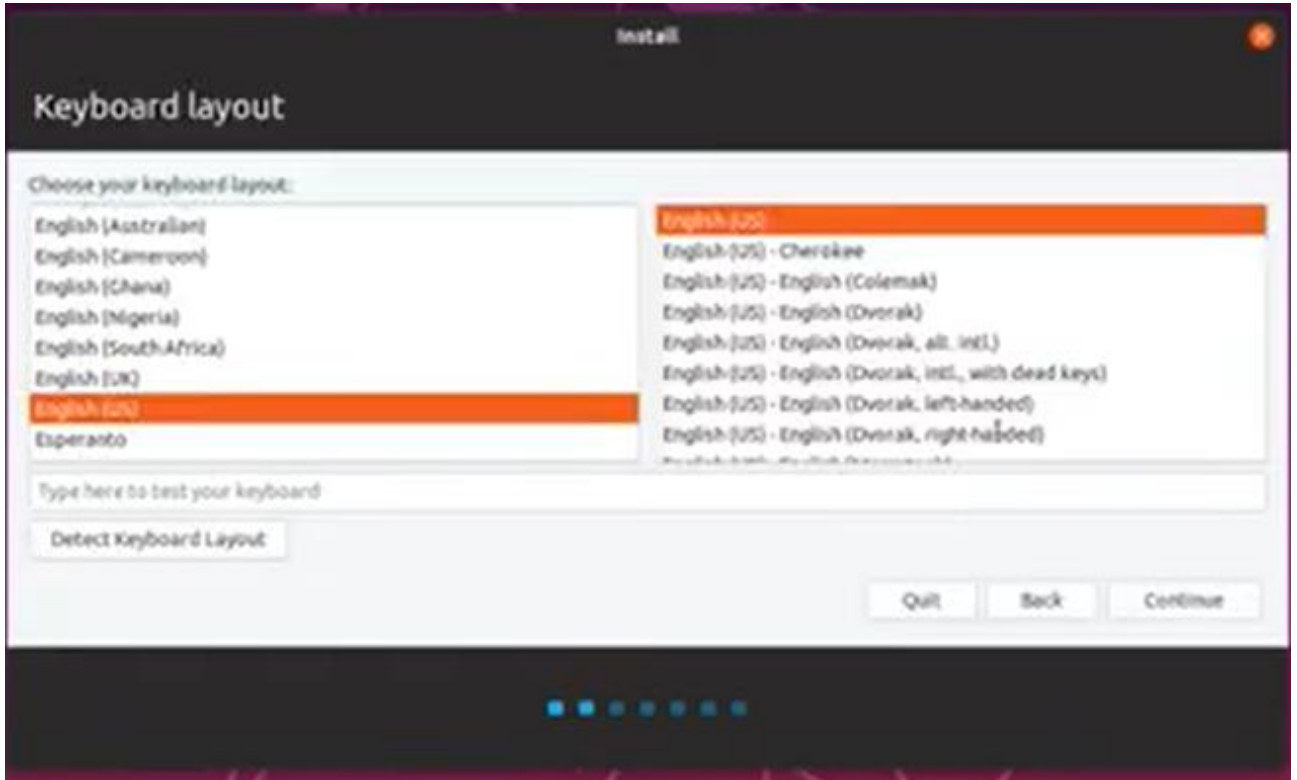 Install
Keyboard layout
Choose your keyboard layout:
English (Australian)
English (Cameroon)
English (Ghana)
English (Nigeria)
English (South Africa)
English (UK)
English (US)
Esperanto
English (US)
English (US) - Cherokee
English (US) - English (Colemak)
English (US) - English (Dvorak)
English (US) - English (Dvorak, alt. intl.)
English (US) - English (Dvorak, intl., with dead keys)
English (US) - English (Dvorak, left-handed)
English (US) - English (Dvorak, right-handed)
Type here to test your keyboard
Detect Keyboard Layout
Quit
Back
Continue